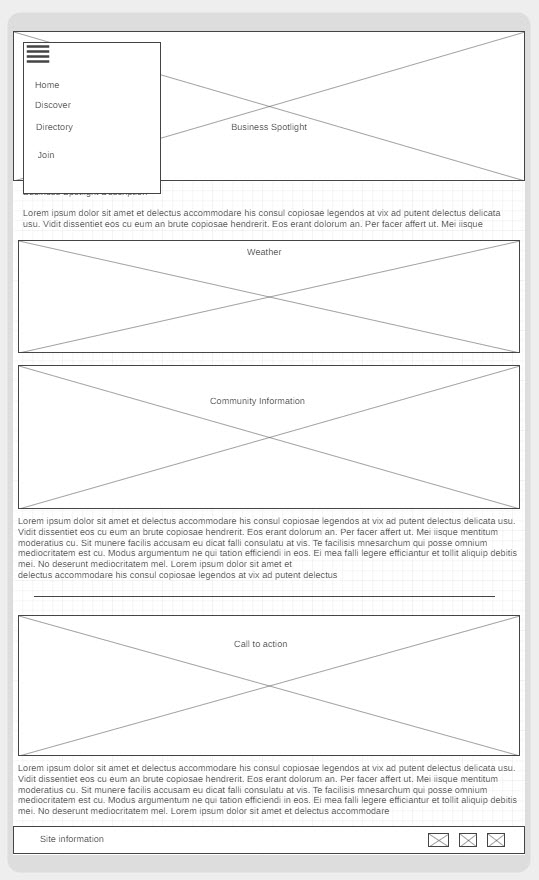 Home
Discover
Directory
Join
Business Spotlight
Lorem ipsum dolor sit amet et delectus accommodare his consul copiosae legendos at vix ad putent delectus delicata
usu. Vidit dissentiet eos cu eum an brute copiosae hendrerit. Eos erant dolorum an. Per facer affert ut. Mei iisque
Weather
Community Information
Lorem ipsum dolor sit amet et delectus accommodare his consul copiosae legendos at vix ad putent delectus delicata usu.
Vidit dissentiet eos cu eum an brute copiosae hendrerit. Eos erant dolorum an. Per facer affert ut. Mei iisque mentitum
moderatius cu. Sit munere facilis accusam eu dicat falli consulatu at vis. Te facilisis mnesarchum qui posse omnium
mediocritatem est cu. Modus argumentum ne qui tation efficiendi in eos. Ei mea falli legere efficiantur et tollit aliquip debitis
mei. No deserunt mediocritatem mel. Lorem ipsum dolor sit amet et
delectus accommodare his consul copiosae legendos at vix ad putent delectus
Call to action
Lorem ipsum dolor sit amet et delectus accommodare his consul copiosae legendos at vix ad putent delectus delicata usu.
Vidit dissentiet eos cu eum an brute copiosae hendrerit. Eos erant dolorum an. Per facer affert ut. Mei iisque mentitum
moderatius cu. Sit munere facilis accusam eu dicat falli consulatu at vis. Te facilisis mnesarchum qui posse omnium
mediocritatem est cu. Modus argumentum ne qui tation efficiendi in eos. Ei mea falli legere efficiantur et tollit aliquip debitis
mei. No deserunt mediocritatem mel. Lorem ipsum dolor sit amet et delectus accommodare
Site information